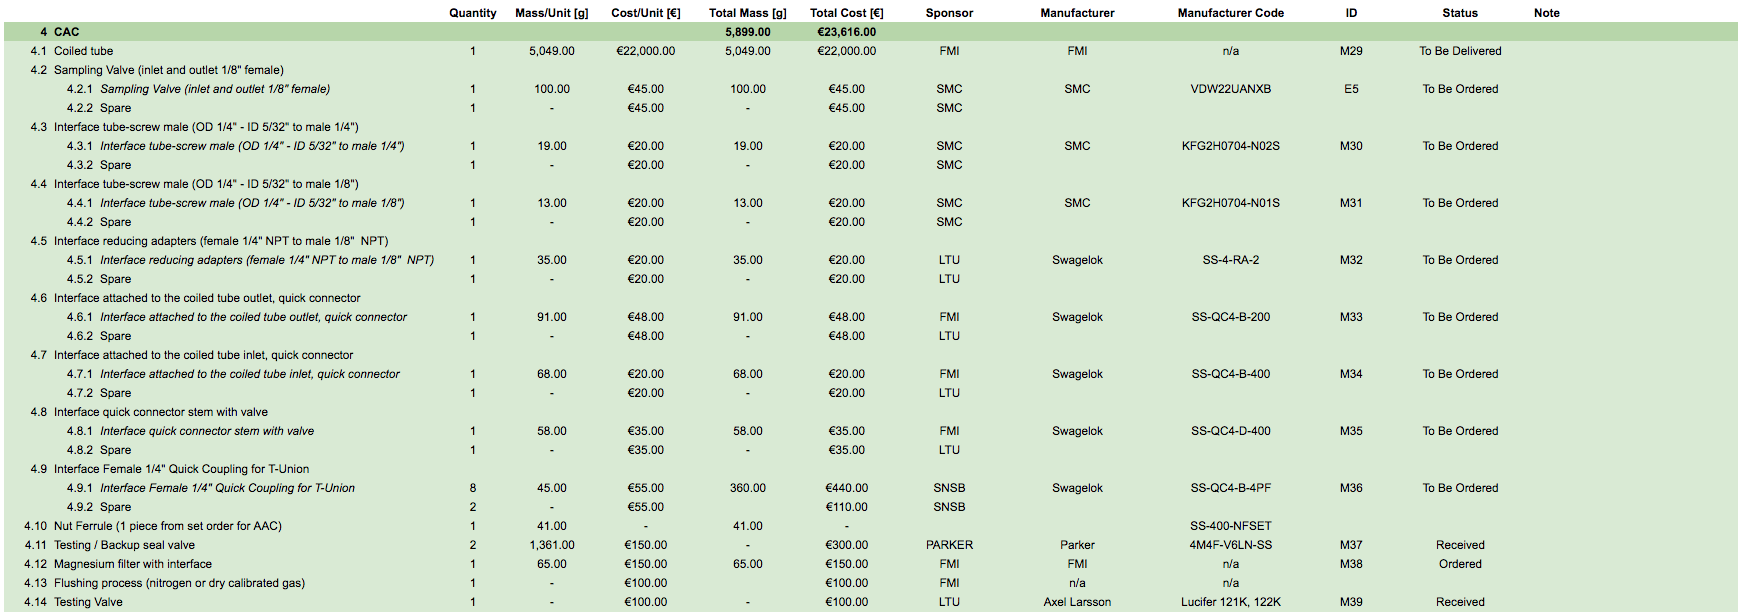 Quantity Mass/Unit [g] Cost/Unit [€] Total Mass [g] Total Cost [€] Sponsor Manufacturer Manufacturer Code ID Status Note
4 CAC 5,899.00 €23,616.00
4.1 Coiled tube 1 5,049.00 €22,000.00 5,049.00 €22,000.00 FMI FMI n/a M29 To Be Delivered
4.2 Sampling Valve (inlet and outlet 1/8" female)
4.2.1 Sampling Valve (inlet and outlet 1/8" female) 1 100.00 €45.00 100.00 €45.00 SMC SMC VDW22UANXB E5 To Be Ordered
4.2.2 Spare 1 - €45.00 - €45.00 SMC
4.3 Interface tube-screw male (OD 1/4" - ID 5/32" to male 1/4")
4.3.1 Interface tube-screw male (OD 1/4" - ID 5/32" to male 1/4") 1 19.00 €20.00 19.00 €20.00 SMC SMC KFG2H0704-N02S M30 To Be Ordered
4.3.2 Spare 1 - €20.00 - €20.00 SMC
4.4 Interface tube-screw male (OD 1/4" - ID 5/32" to male 1/8")
4.4.1 Interface tube-screw male (OD 1/4" - ID 5/32" to male 1/8") 1 13.00 €20.00 13.00 €20.00 SMC SMC KFG2H0704-N01S M31 To Be Ordered
4.4.2 Spare 1 - €20.00 - €20.00 SMC
4.5 Interface reducing adapters (female 1/4" NPT to male 1/8" NPT)
4.5.1 Interface reducing adapters (female 1/4" NPT to male 1/8" NPT) 1 35.00 €20.00 35.00 €20.00 LTU Swagelok SS-4-RA-2 M32 To Be Ordered
4.5.2 Spare 1 - €20.00 - €20.00 LTU
4.6 Interface attached to the coiled tube outlet, quick connector
4.6.1 Interface attached to the coiled tube outlet, quick connector 1 91.00 €48.00 91.00 €48.00 FMI Swagelok SS-QC4-B-200 M33 To Be Ordered
4.6.2 Spare 1 - €48.00 - €48.00 LTU
4.7 Interface attached to the coiled tube inlet, quick connector
4.7.1 Interface attached to the coiled tube inlet, quick connector 1 68.00 €20.00 68.00 €20.00 FMI Swagelok SS-QC4-B-400 M34 To Be Ordered
4.7.2 Spare 1 - €20.00 - €20.00 LTU
4.8 Interface quick connector stem with valve
4.8.1 Interface quick connector stem with valve 1 58.00 €35.00 58.00 €35.00 FMI Swagelok SS-QC4-D-400 M35 To Be Ordered
4.8.2 Spare 1 - €35.00 - €35.00 LTU
4.9 Interface Female 1/4" Quick Coupling for T-Union
4.9.1 Interface Female 1/4" Quick Coupling for T-Union 8 45.00 €55.00 360.00 €440.00 SNSB Swagelok SS-QC4-B-4PF M36 To Be Ordered
4.9.2 Spare 2 - €55.00 - €110.00 SNSB
4.10 Nut Ferrule (1 piece from set order for AAC) 1 41.00 - 41.00 - SS-400-NFSET
4.11 Testing / Backup seal valve 2 1,361.00 €150.00 - €300.00 PARKER Parker 4M4F-V6LN-SS M37 Received
4.12 Magnesium filter with interface 1 65.00 €150.00 65.00 €150.00 FMI FMI n/a M38 Ordered
4.13 Flushing process (nitrogen or dry calibrated gas) 1 - €100.00 €100.00 FMI n/a n/a
4.14 Testing Valve 1 - €100.00 - €100.00 LTU Axel Larsson Lucifer 121K, 122K M39 Received